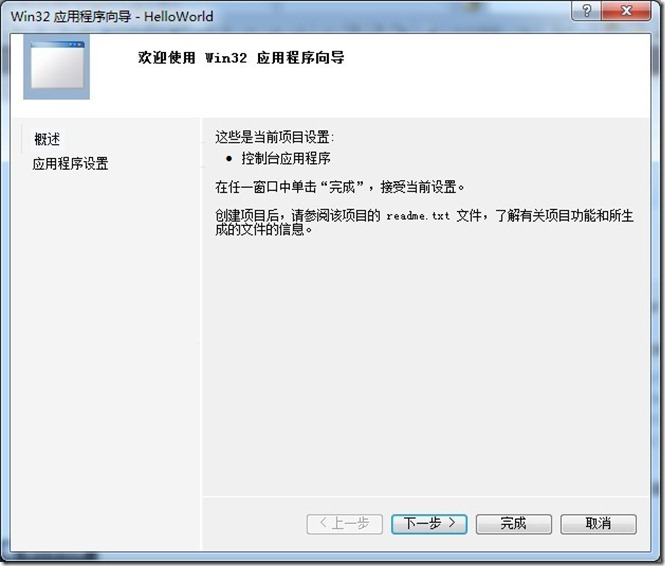 Win32 应用程序向导 - HelloWorld
欢迎使用 Win32 应用程序向导
概述
应用程序设置
这些是当前项目设置:
• 控制台应用程序
在任一窗口中单击“完成”，接受当前设置。
创建项目后，请参阅该项目的 readme.txt 文件，了解有关项目功能和所生
成的文件的信息。
< 上一步
下一步 >
完成
取消